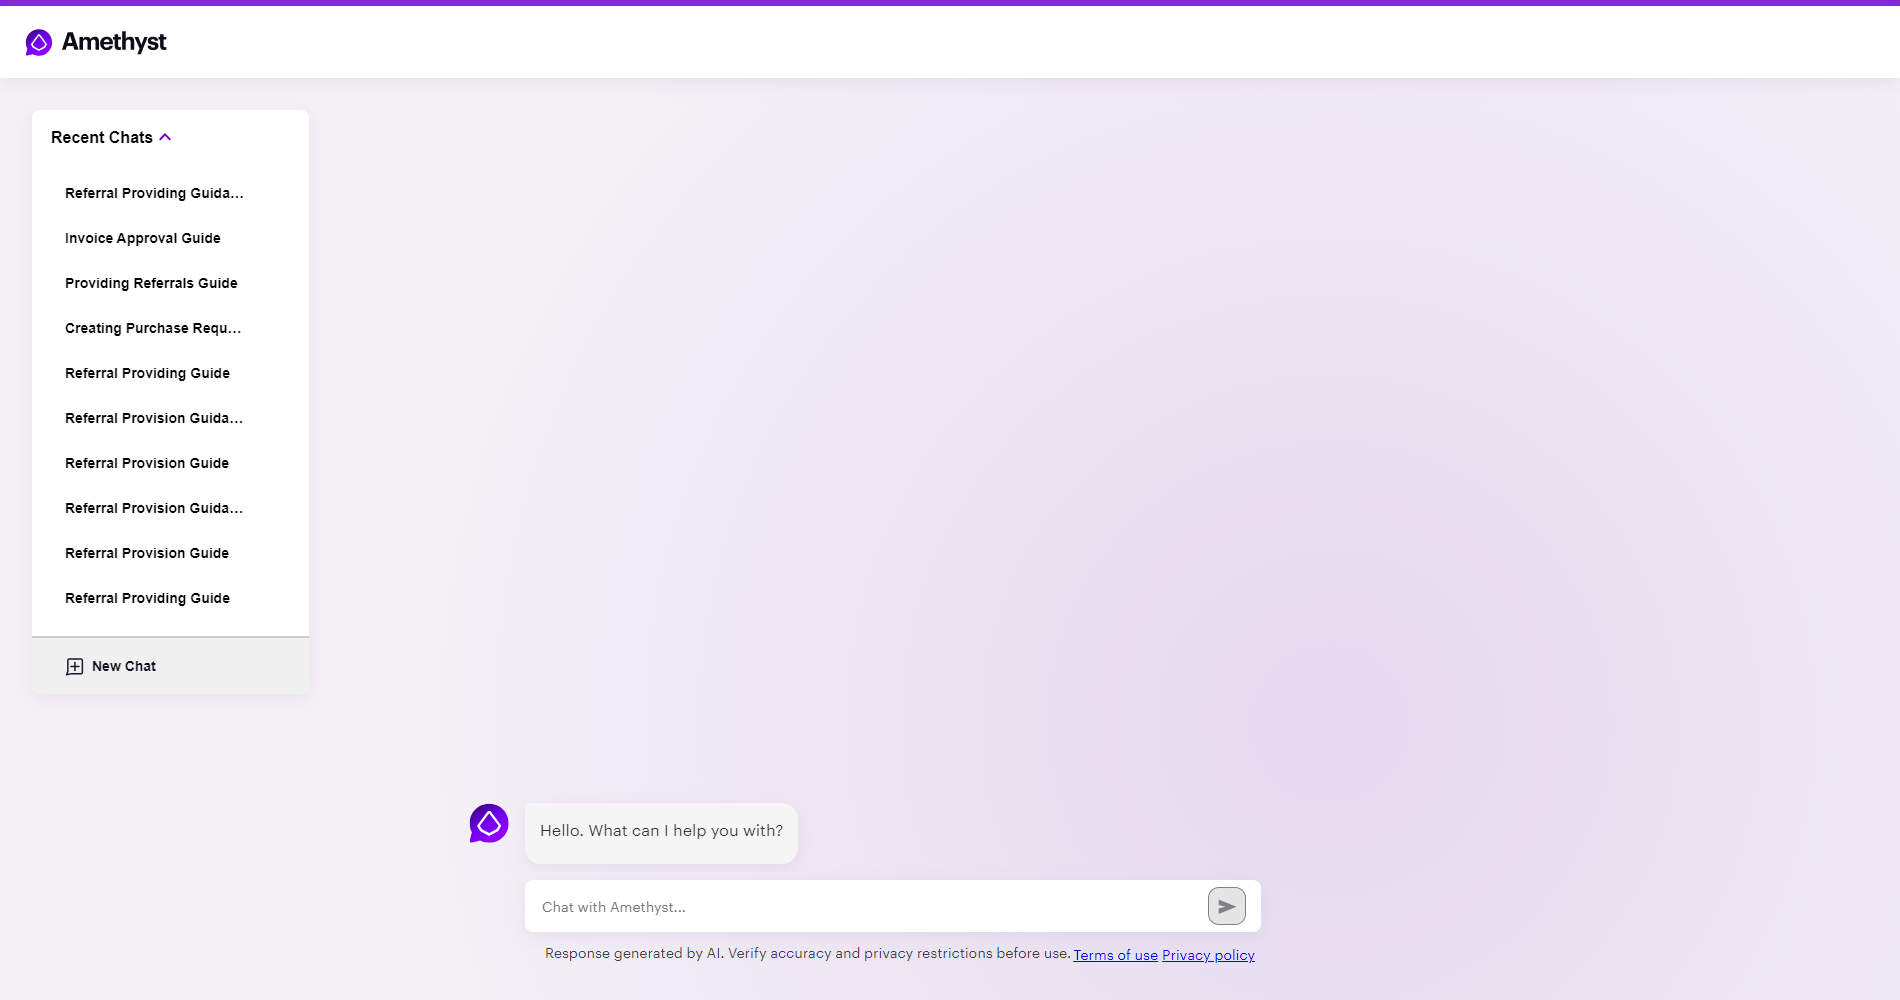 Amethyst
Recent Chats
Referral Providing Guida...
Invoice Approval Guide
Providing Referrals Guide
Creating Purchase Requ...
Referral Providing Guide
Referral Provision Guida...
Referral Provision Guide
Referral Provision Guida...
Referral Provision Guide
Referral Providing Guide
New Chat
Hello. What can I help you with?
Chat with Amethyst...
Response generated by AI. Verify accuracy and privacy restrictions before use. Terms of use Privacy policy